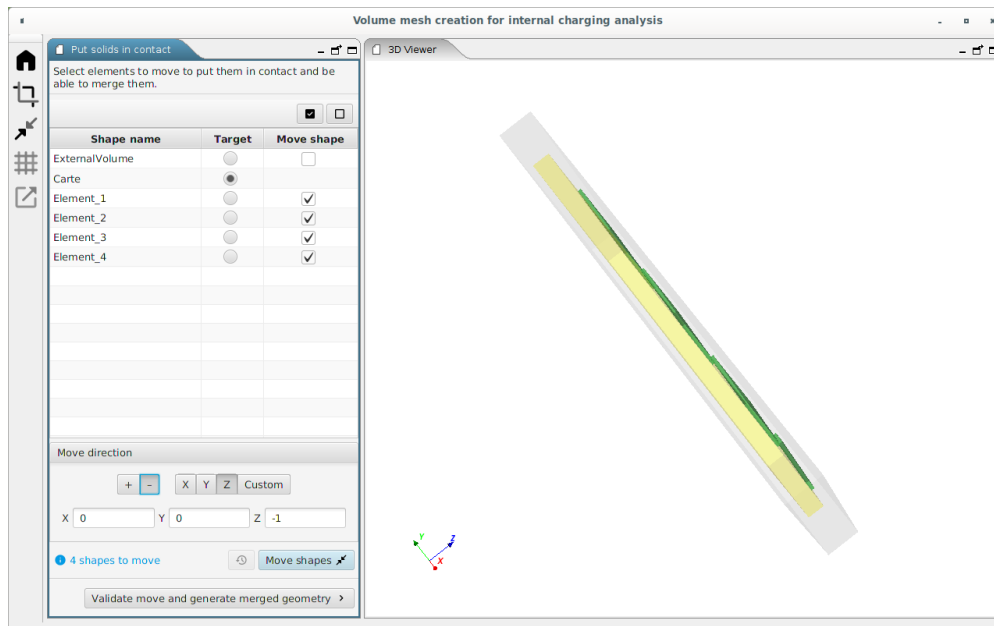 Volume mesh creation for internal charging analysis
Put solids in contact
Select elements to move to put them in contact and be
able to merge them.
Shape name Target Move shape
ExternalVolume
Carte
Element_1
Element_2
Element_3
Element_4
Move direction
+ - X Y Z Custom
X 0 Y 0 Z -1
4 shapes to move Move shapes
Validate move and generate merged geometry >
3D Viewer
Y Z
X